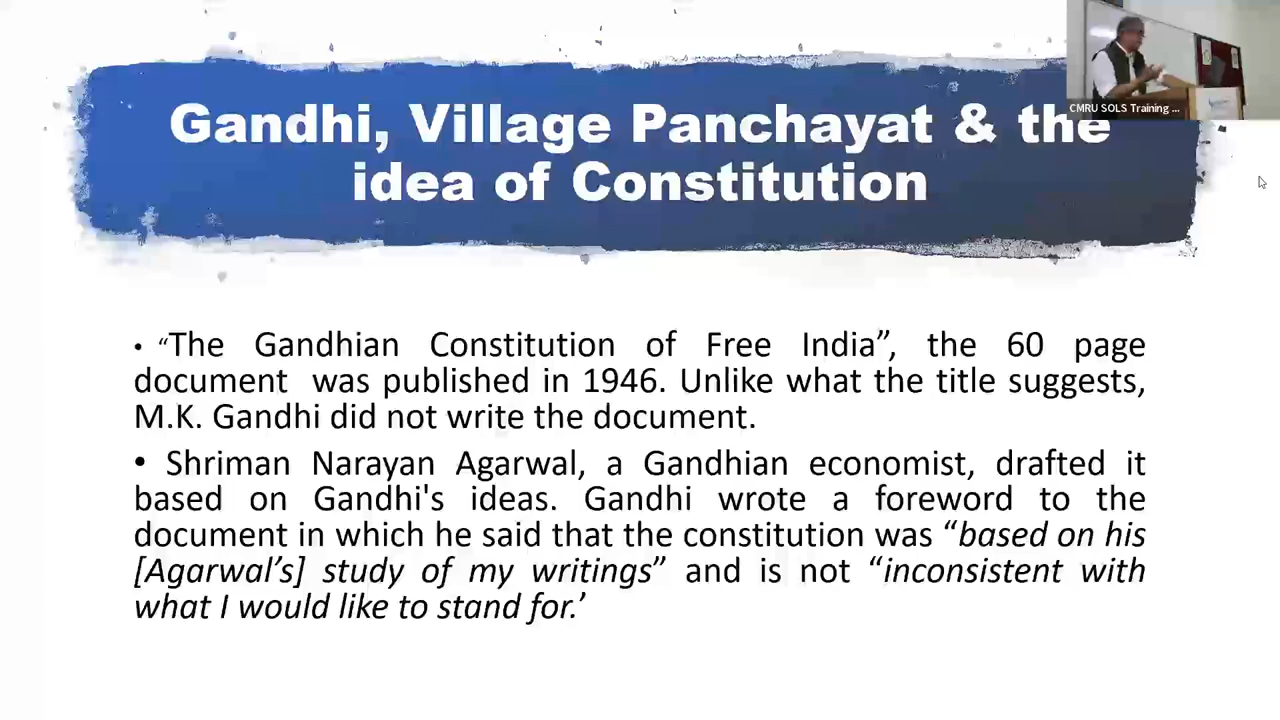 CMRU SOLS Training ...
Gandhi, Village Panchayat & the
idea of Constitution
• “The Gandhian Constitution of Free India”, the 60 page
document was published in 1946. Unlike what the title suggests,
M.K. Gandhi did not write the document.
• Shriman Narayan Agarwal, a Gandhian economist, drafted it
based on Gandhi's ideas. Gandhi wrote a foreword to the
document in which he said that the constitution was “based on his
[Agarwal’s] study of my writings” and is not “inconsistent with
what I would like to stand for.’